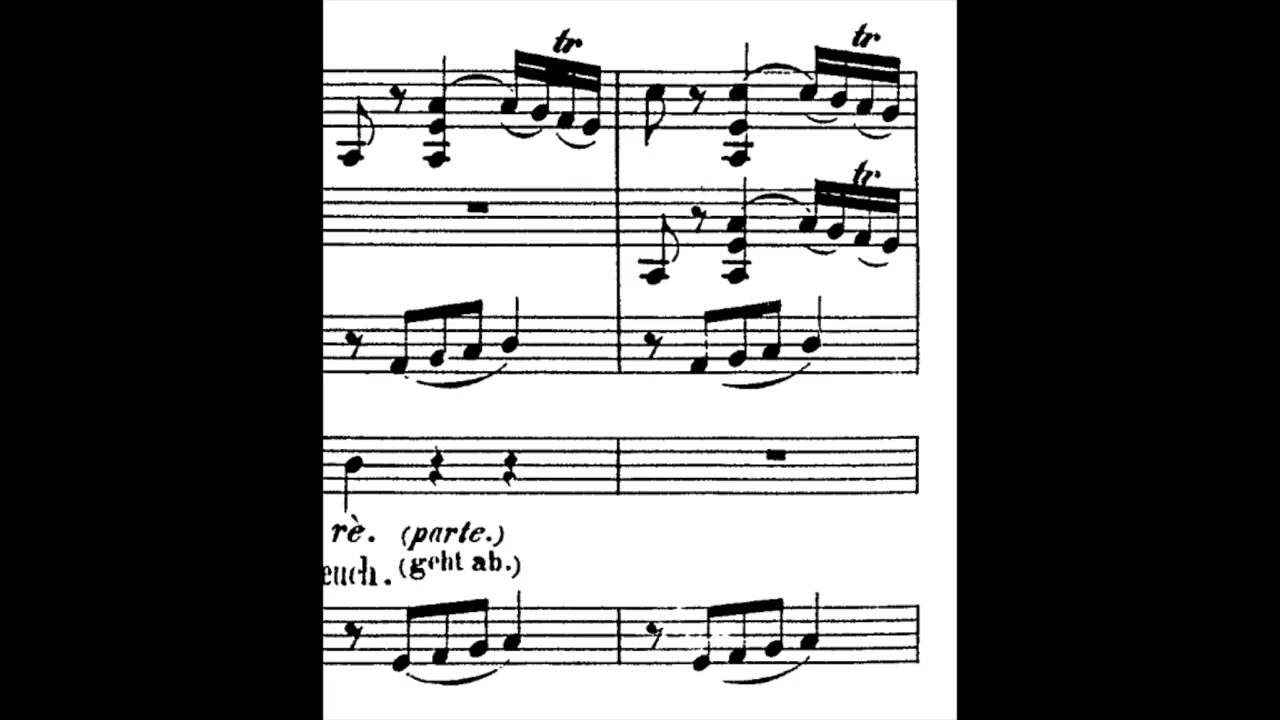 tr
tr
tr
rè. (parte.)
euch. (geht ab.)